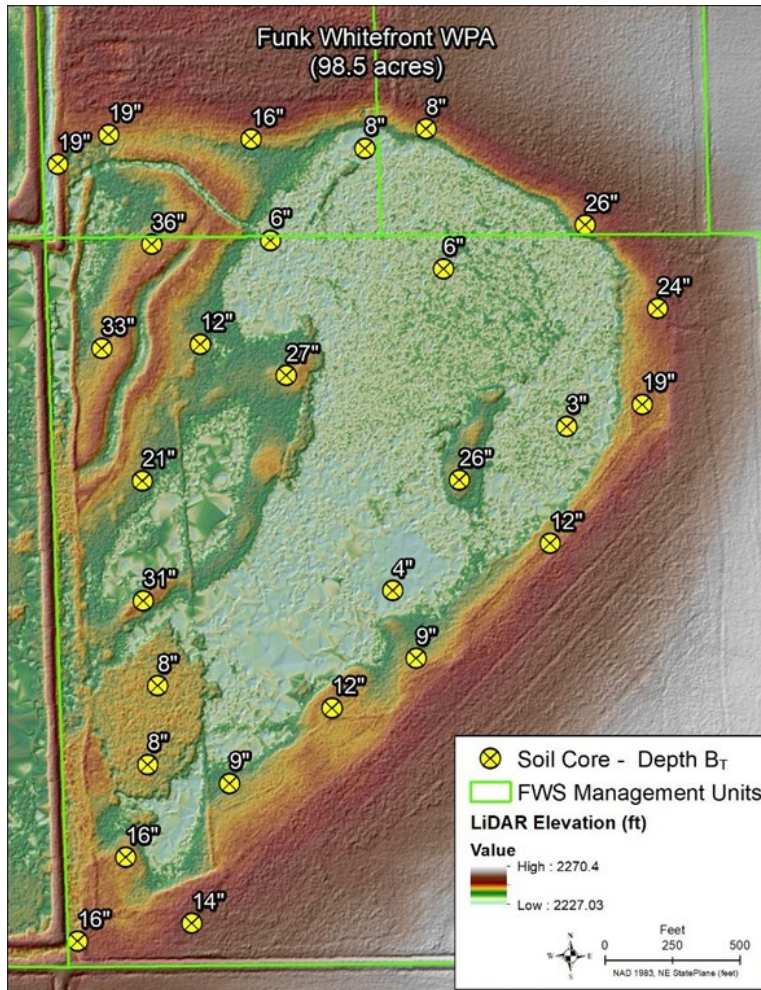 Funk Whitefront WPA
(98.5 acres)
8"
19"
16"
8"
19"
26"
36"
6"
6"
24"
33"
12"
27"
19"
3"
21"
26"
12"
31"
4"
9"
8"
12"
8"
9"
16"
14"
16"
Soil Core - Depth BT
FWS Management Units
LiDAR Elevation (ft)
Value
High : 2270.4
Low : 2227.03
N
W E
S
Feet
0 250 500
NAD 1983, NE StatePlane (feet)